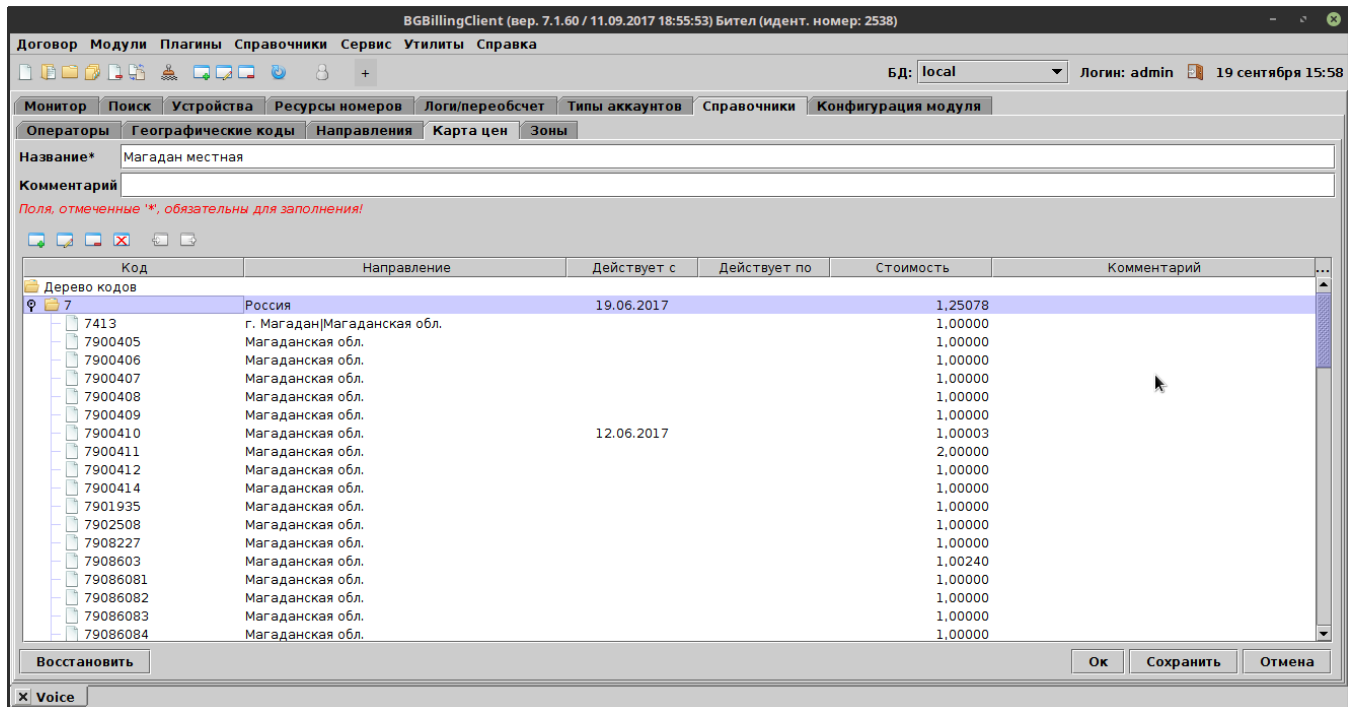 BGBillingClient (вер. 7.1.60 / 11.09.2017 18:55:53) Бител (идент. номер: 2538)
Договор Модули Плагины Справочники Сервис Утилиты Справка
+ БД: local Логин: admin 19 сентября 15:58
Монитор Поиск Устройства Ресурсы номеров Логи/переобсчет Типы аккаунтов Справочники Конфигурация модуля
Операторы Географические коды Направления Карта цен Зоны
Название* Магадан местная
Комментарий
Поля, отмеченные '*', обязательны для заполнения!
Код Направление Действует с Действует по Стоимость Комментарий ...
Дерево кодов
7 Россия 19.06.2017 1,25078
7413 г. Магадан|Магаданская обл. 1,00000
7900405 Магаданская обл. 1,00000
7900406 Магаданская обл. 1,00000
7900407 Магаданская обл. 1,00000
7900408 Магаданская обл. 1,00000
7900409 Магаданская обл. 1,00000
7900410 Магаданская обл. 12.06.2017 1,00003
7900411 Магаданская обл. 2,00000
7900412 Магаданская обл. 1,00000
7900414 Магаданская обл. 1,00000
7901935 Магаданская обл. 1,00000
7902508 Магаданская обл. 1,00000
7908227 Магаданская обл. 1,00000
7908603 Магаданская обл. 1,00240
79086081 Магаданская обл. 1,00000
79086082 Магаданская обл. 1,00000
79086083 Магаданская обл. 1,00000
79086084 Магаданская обл. 1,00000
Восстановить Ок Сохранить Отмена
Voice